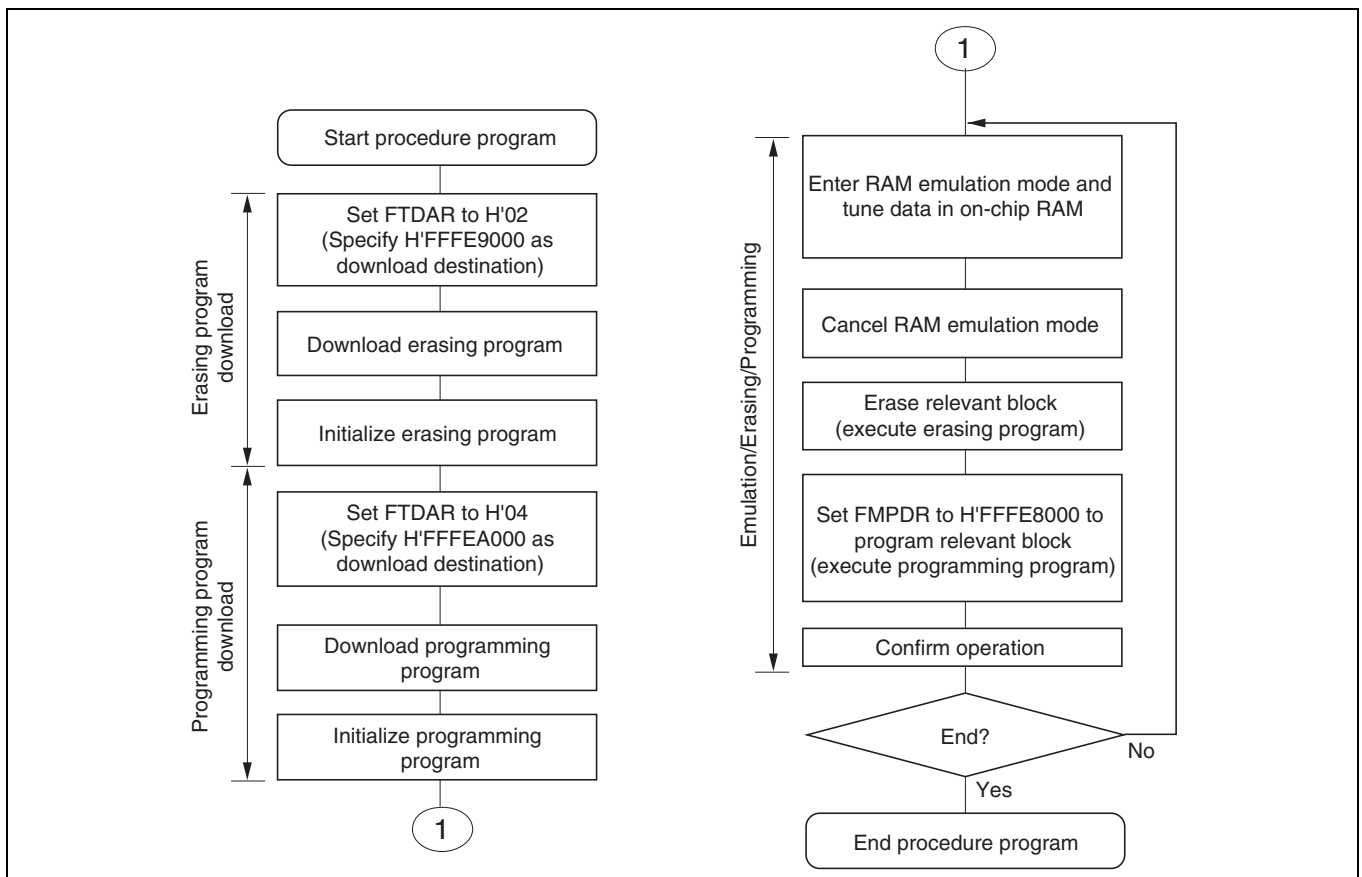 Start procedure program
Erasing program
download
Set FTDAR to H'02
(Specify H'FFFE9000 as
download destination)
Download erasing program
Initialize erasing program
Programming program
download
Set FTDAR to H'04
(Specify H'FFFEA000 as
download destination)
Download programming
program
Initialize programming
program
1
1
Emulation/Erasing/Programming
Enter RAM emulation mode and
tune data in on-chip RAM
Cancel RAM emulation mode
Erase relevant block
(execute erasing program)
Set FMPDR to H'FFFE8000 to
program relevant block
(execute programming program)
Confirm operation
End?
No
Yes
End procedure program